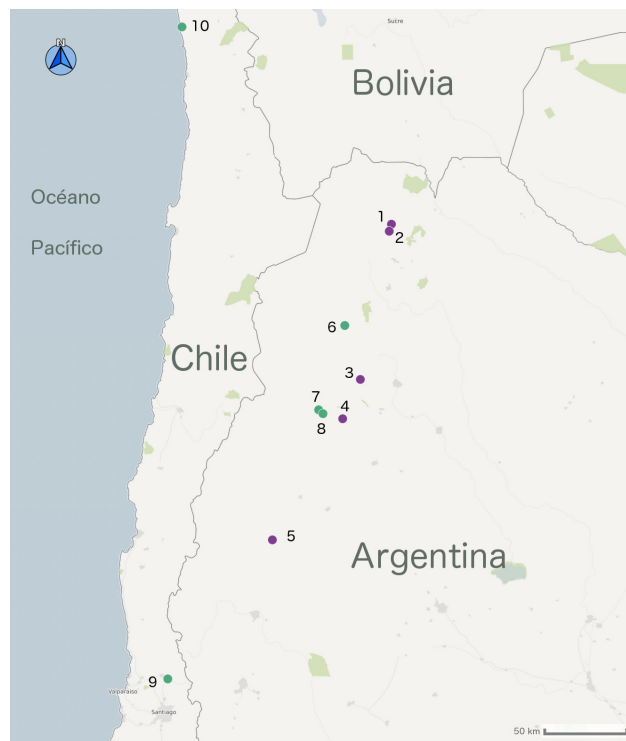 N
10
Sucre
Bolivia
Océano
Pacífico
1
2
6
Chile
3
7
4
8
5
Argentina
9
Valparaíso
Santiago
50 km